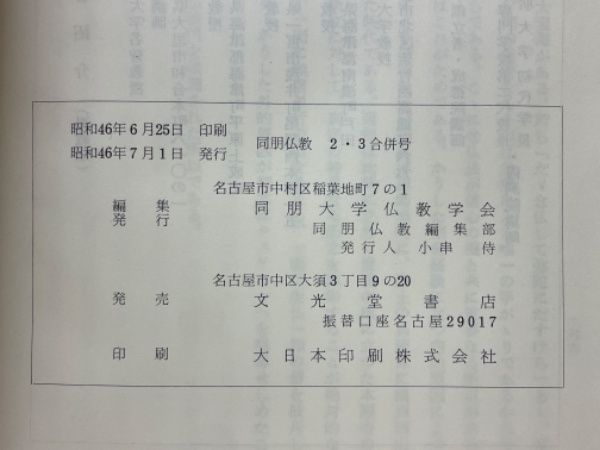 昭和46年6月25日 印刷
昭和46年7月1日 発行
同朋仏教 2・3合併号
名古屋市中村区稲葉地町7の1
編集
発行
同朋大学仏教学会
同朋仏教編集部
発行人 小串 侍
名古屋市中区大須3丁目9の20
発売 文光堂書店
振替口座名古屋29017
印刷 大日本印刷株式会社